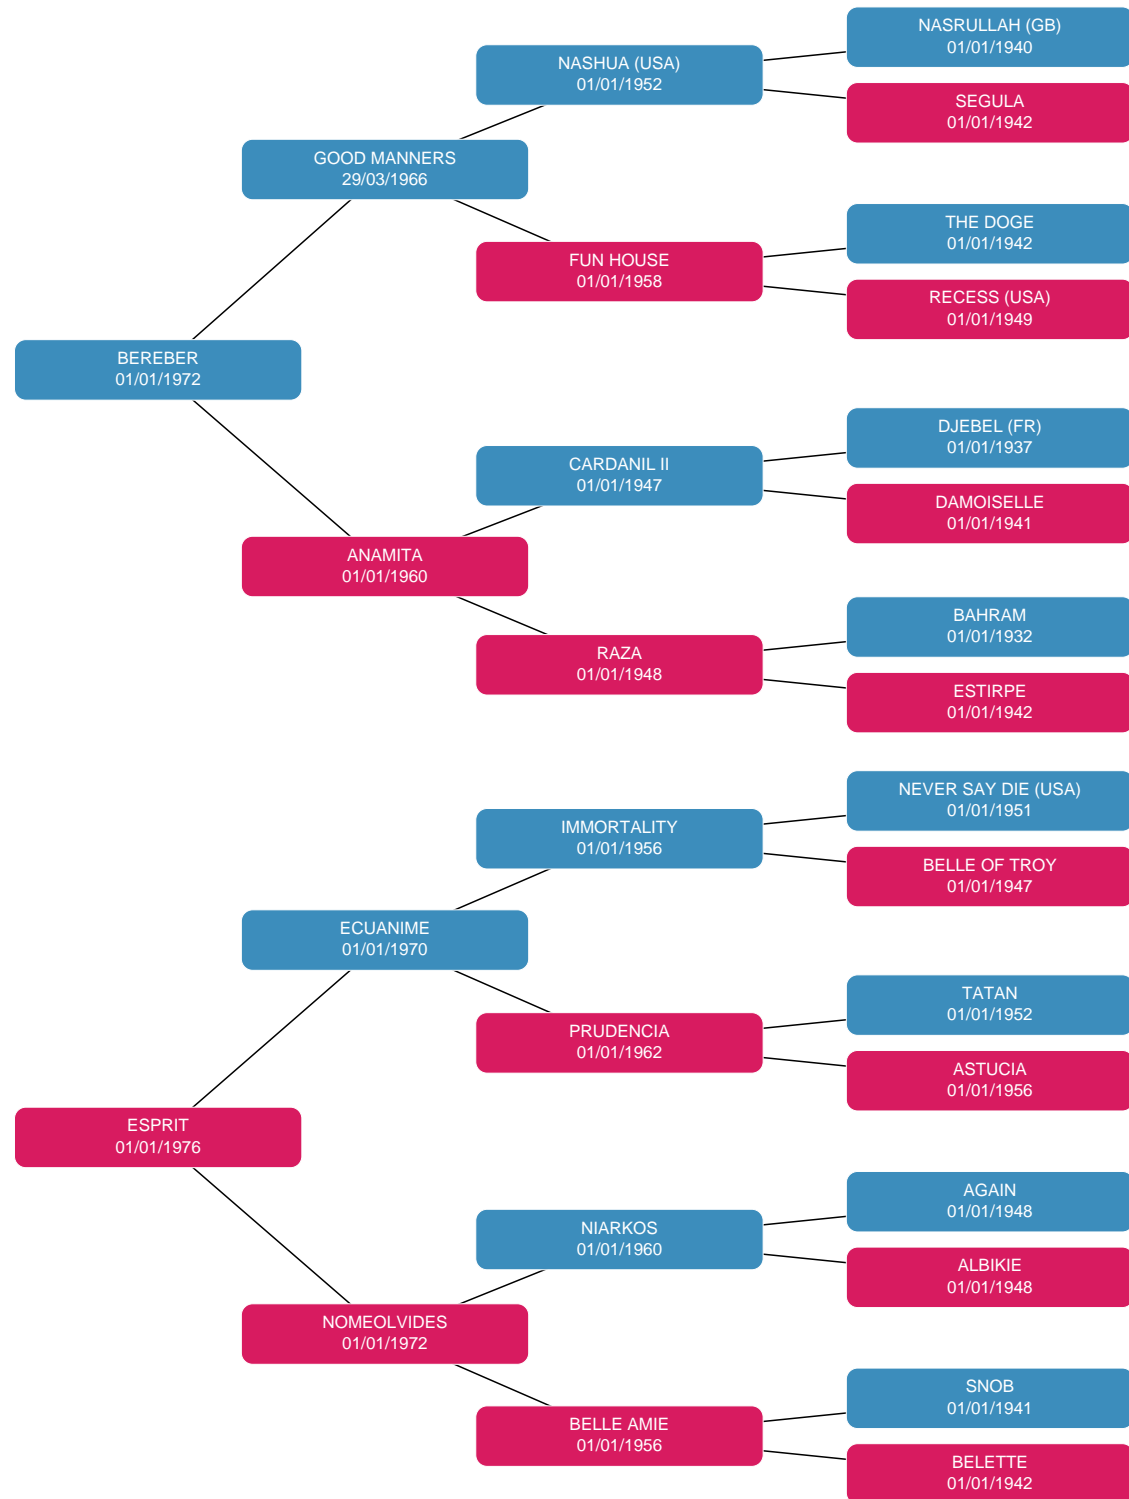 NASRULLAH (GB)
01/01/1940
NASHUA (USA)
01/01/1952
SEGULA
01/01/1942
GOOD MANNERS
29/03/1966
THE DOGE
01/01/1942
FUN HOUSE
01/01/1958
RECESS (USA)
01/01/1949
BEREBER
01/01/1972
DJEBEL (FR)
01/01/1937
CARDANIL II
01/01/1947
DAMOISELLE
01/01/1941
ANAMITA
01/01/1960
BAHRAM
01/01/1932
RAZA
01/01/1948
ESTIRPE
01/01/1942
NEVER SAY DIE (USA)
01/01/1951
IMMORTALITY
01/01/1956
BELLE OF TROY
01/01/1947
ECUANIME
01/01/1970
TATAN
01/01/1952
PRUDENCIA
01/01/1962
ASTUCIA
01/01/1956
ESPRIT
01/01/1976
AGAIN
01/01/1948
NIARKOS
01/01/1960
ALBIKIE
01/01/1948
NOMEOLVIDES
01/01/1972
SNOB
01/01/1941
BELLE AMIE
01/01/1956
BELETTE
01/01/1942